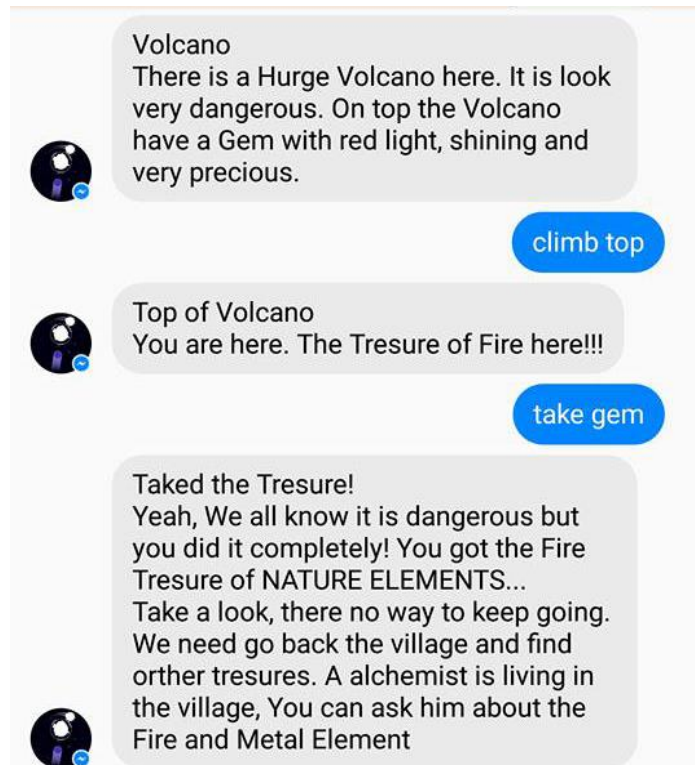 Volcano
There is a Hurge Volcano here. It is look
very dangerous. On top the Volcano
have a Gem with red light, shining and
very precious.
climb top
Top of Volcano
You are here. The Tresure of Fire here!!!
take gem
Taked the Tresure!
Yeah, We all know it is dangerous but
you did it completely! You got the Fire
Tresure of NATURE ELEMENTS...
Take a look, there no way to keep going.
We need go back the village and find
orther tresures. A alchemist is living in
the village, You can ask him about the
Fire and Metal Element